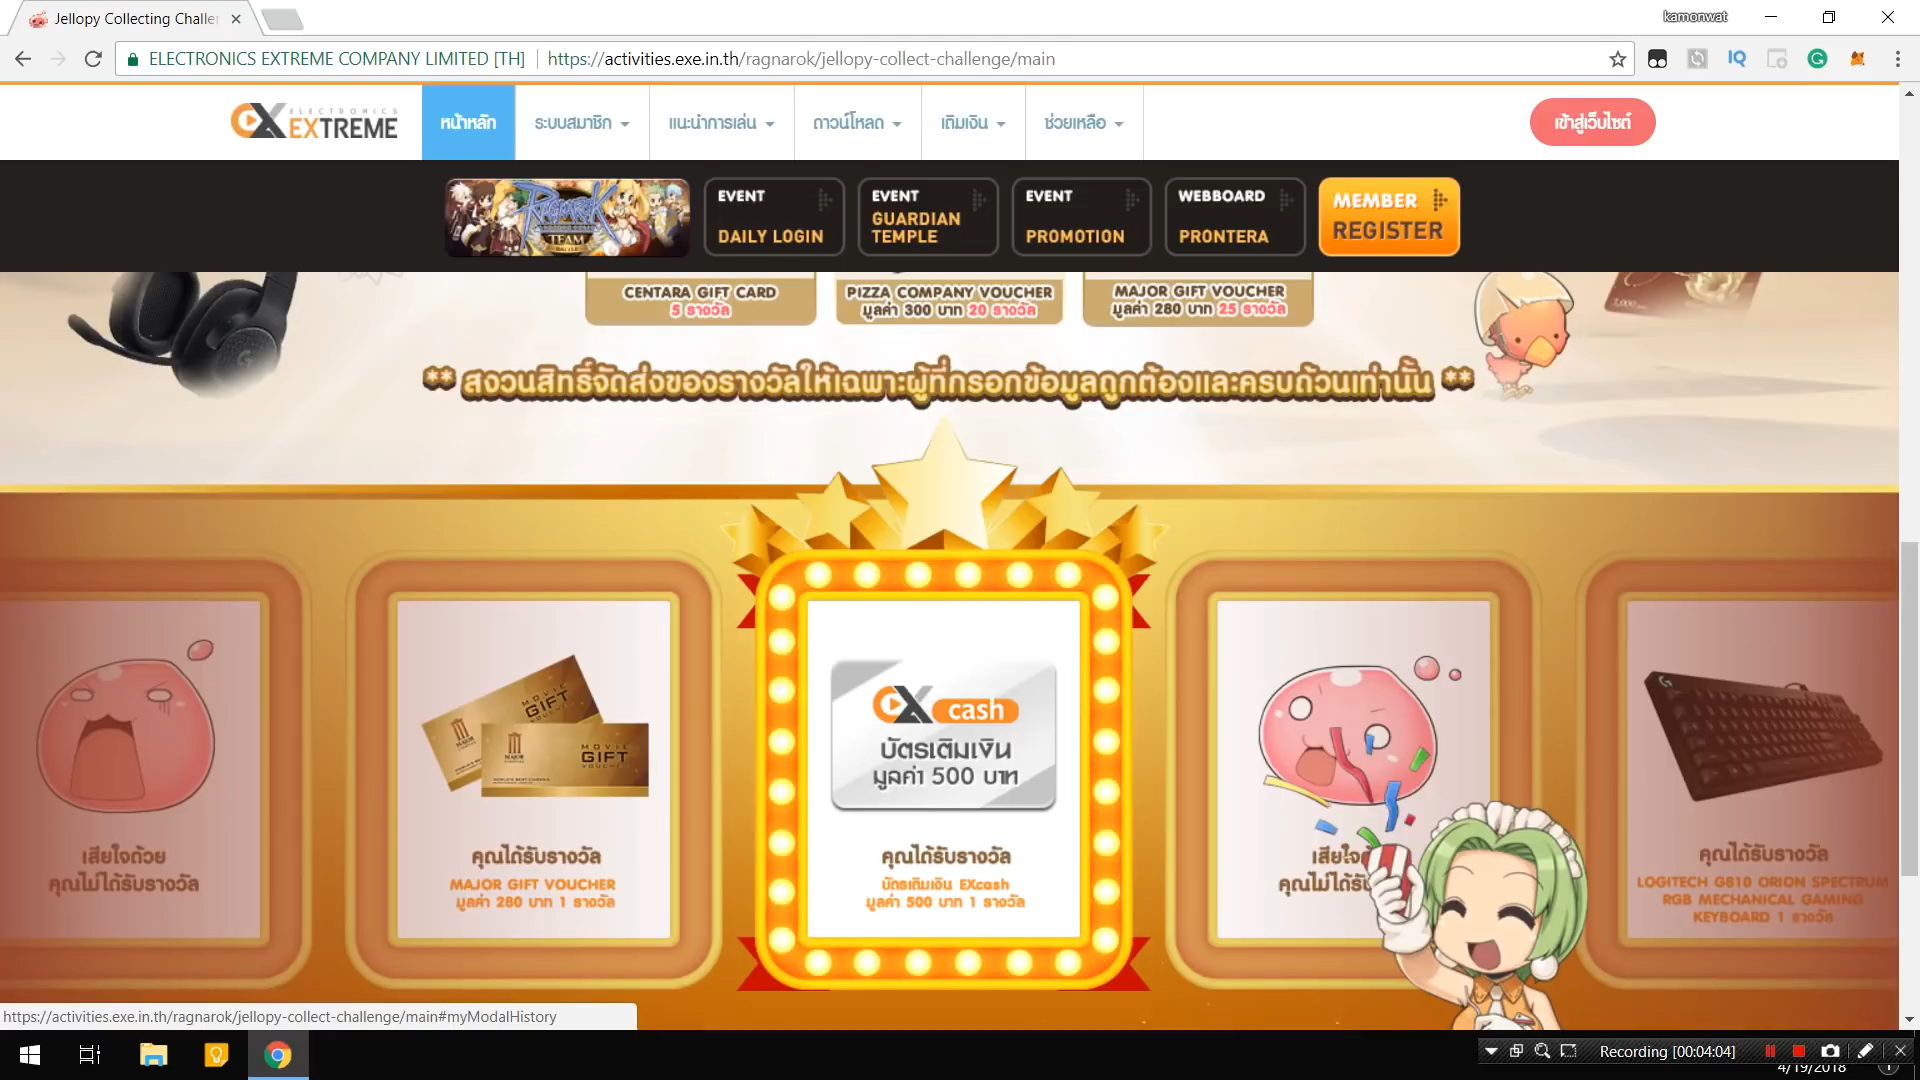 Jellopy Collecting Challe
kamonwat
ELECTRONICS EXTREME COMPANY LIMITED [TH]
https://activities.exe.in.th/ragnarok/jellopy-collect-challenge/main
ELECTRONICS
EXTREME
หน้าหลัก
ระบบสมาชิก
แนะนำการเล่น
ดาวน์โหลด
เติมเงิน
ช่วยเหลือ
เข้าสู่เว็บไซต์
RAGNAROK
TEAM
BATTLE
EVENT
DAILY LOGIN
EVENT
GUARDIAN
TEMPLE
EVENT
PROMOTION
WEBBOARD
PRONTERA
MEMBER
REGISTER
CENTARA GIFT CARD
5 รางวัล
PIZZA COMPANY VOUCHER
มูลค่า 300 บาท 20 รางวัล
MAJOR GIFT VOUCHER
มูลค่า 280 บาท 25 รางวัล
** สงวนสิทธิ์จัดส่งของรางวัลให้เฉพาะผู้ที่กรอกข้อมูลถูกต้องและครบถ้วนเท่านั้น **
เสียใจด้วย
คุณไม่ได้รับรางวัล
MOVIE
GIFT
VOUCHER
MAJOR
MOVIE
GIFT
VOUCHER
คุณได้รับรางวัล
MAJOR GIFT VOUCHER
มูลค่า 280 บาท 1 รางวัล
EX cash
บัตรเติมเงิน
มูลค่า 500 บาท
คุณได้รับรางวัล
บัตรเติมเงิน EXcash
มูลค่า 500 บาท 1 รางวัล
เสียใจ
คุณไม่ได้รั
คุณได้รับรางวัล
LOGITECH G810 ORION SPECTRUM
RGB MECHANICAL GAMING
KEYBOARD 1 รางวัล
https://activities.exe.in.th/ragnarok/jellopy-collect-challenge/main#myModalHistory
Recording [00:04:04]
4/19/2018